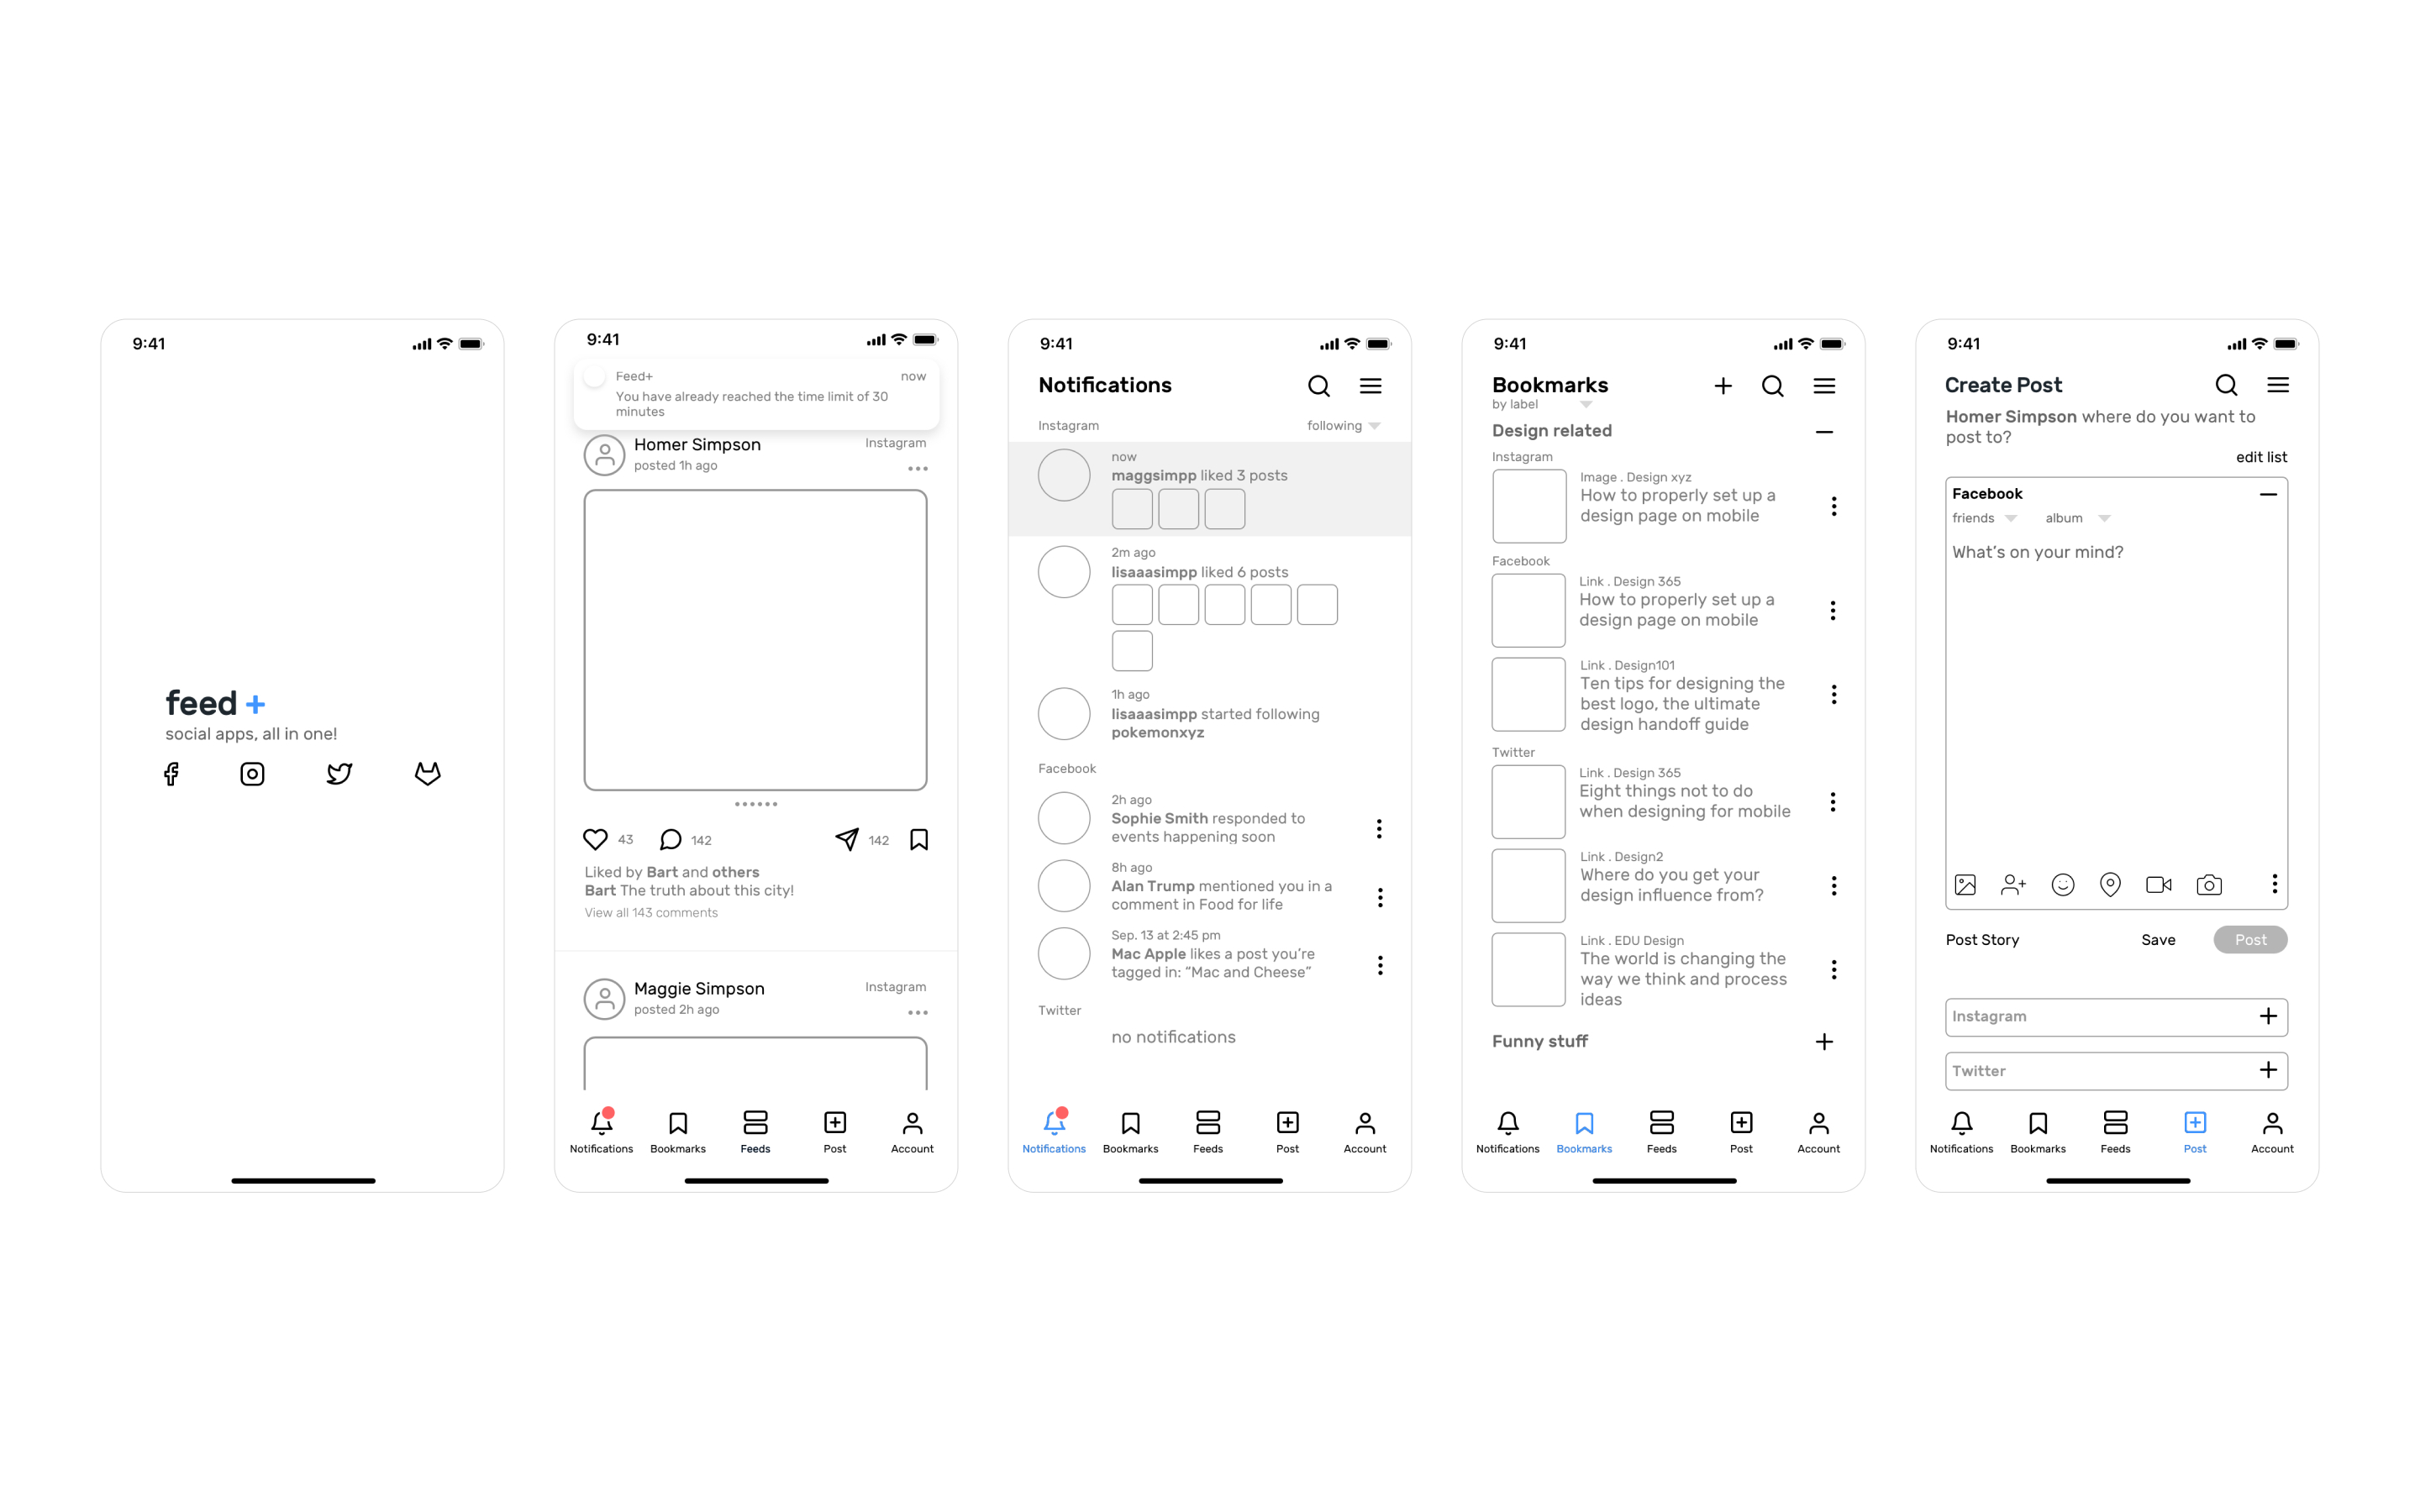 9:41
feed +
social apps, all in one!
9:41
Feed+ now
You have already reached the time limit of 30
minutes
Homer Simpson Instagram
posted 1h ago
43 142 142
Liked by Bart and others
Bart The truth about this city!
View all 143 comments
Maggie Simpson Instagram
posted 2h ago
Notifications Bookmarks Feeds Post Account
9:41
Notifications
Instagram following
now
maggsimpp liked 3 posts
2m ago
lisaaasimpp liked 6 posts
1h ago
lisaaasimpp started following
pokemonxyz
Facebook
2h ago
Sophie Smith responded to
events happening soon
8h ago
Alan Trump mentioned you in a
comment in Food for life
Sep. 13 at 2:45 pm
Mac Apple likes a post you’re
tagged in: “Mac and Cheese”
Twitter
no notifications
Notifications Bookmarks Feeds Post Account
9:41
Bookmarks
by label
Design related
Instagram
Image . Design xyz
How to properly set up a
design page on mobile
Facebook
Link . Design 365
How to properly set up a
design page on mobile
Link . Design101
Ten tips for designing the
best logo, the ultimate
design handoff guide
Twitter
Link . Design 365
Eight things not to do
when designing for mobile
Link . Design2
Where do you get your
design influence from?
Link . EDU Design
The world is changing the
way we think and process
ideas
Funny stuff
Notifications Bookmarks Feeds Post Account
9:41
Create Post
Homer Simpson where do you want to
post to?
edit list
Facebook
friends album
What’s on your mind?
Post Story Save Post
Instagram
Twitter
Notifications Bookmarks Feeds Post Account